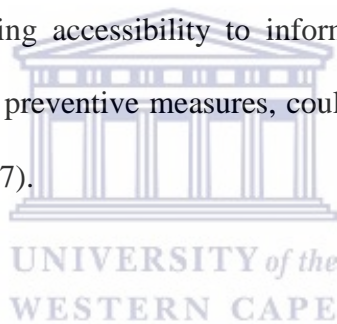 ing accessibility to inform
preventive measures, coul
7).
UNIVERSITY of the
WESTERN CAPE